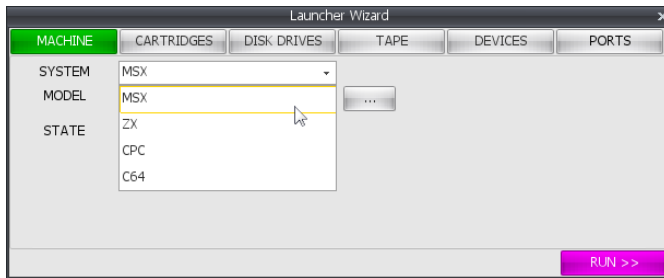 Launcher Wizard x
MACHINE CARTRIDGES DISK DRIVES TAPE DEVICES PORTS
SYSTEM MSX
MODEL MSX ...
ZX
STATE
CPC
C64
RUN >>